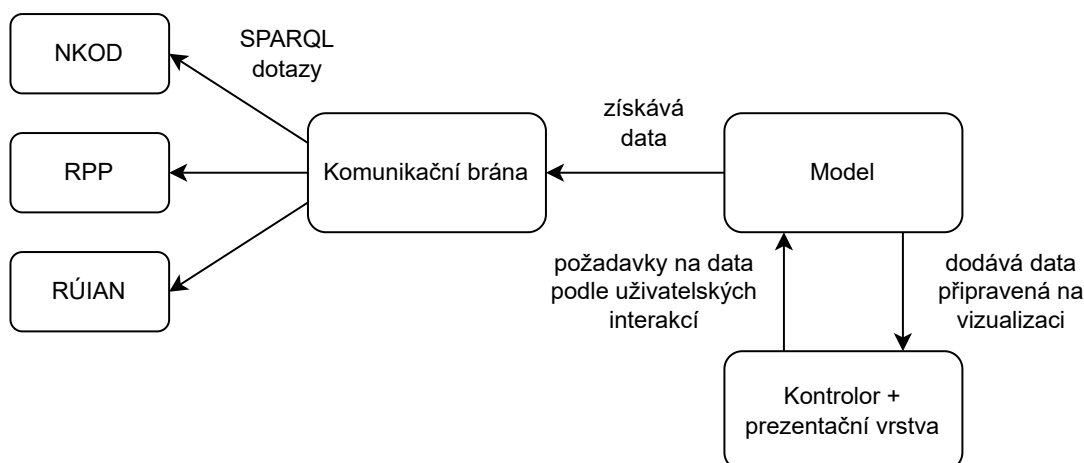 NKOD
SPARQL
dotazy
RPP
RÚIAN
Komunikační brána
získává
data
Model
požadavky na data
podle uživatelských
interakcí
dodává data
připravená na
vizualizaci
Kontrolor +
prezentační vrstva